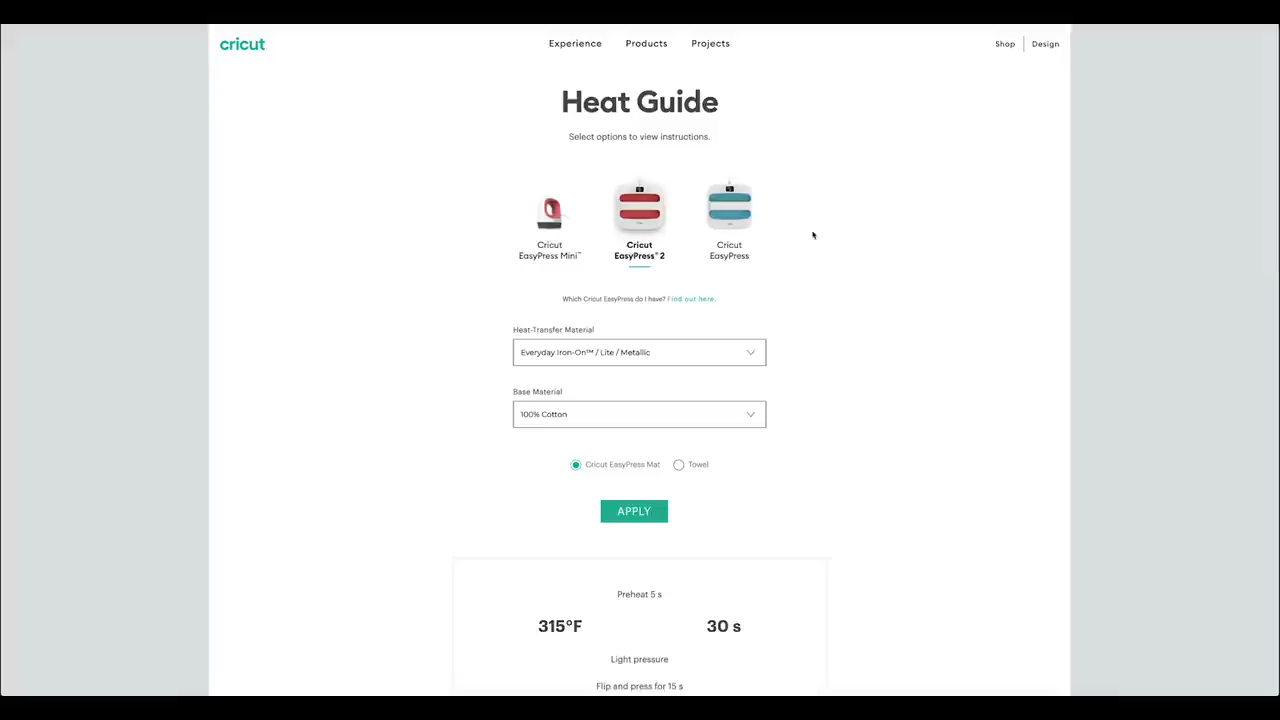 cricut
Experience Products Projects
Shop Design
Heat Guide
Select options to view instructions.
Cricut
EasyPress Mini™
Cricut
EasyPress™ 2
Cricut
EasyPress
Which Cricut EasyPress do I have? Find out here.
Heat-Transfer Material
Everyday Iron-On™ / Lite / Metallic
Base Material
100% Cotton
Cricut EasyPress Mat Towel
APPLY
Preheat 5 s
315°F 30 s
Light pressure
Flip and press for 15 s